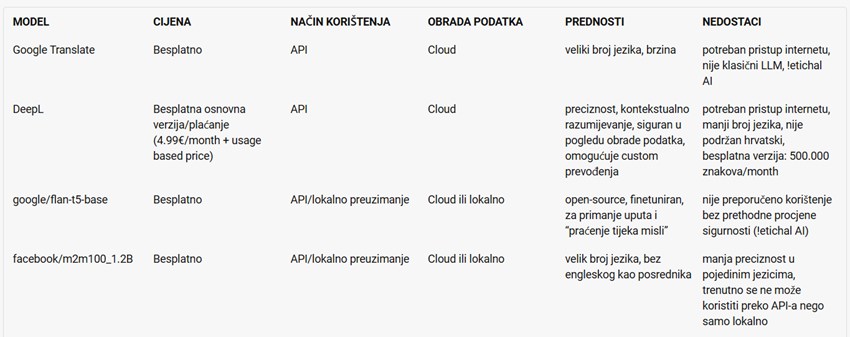 MODEL CIJENA NAČIN KORIŠTENJA OBRADA PODATKA PREDNOSTI NEDOSTACI
Google Translate Besplatno API Cloud veliki broj jezika, brzina potreban pristup internetu,
nije klasični LLM, !etichal
AI
DeepL Besplatna osnovna API Cloud preciznost, kontekstualno potreban pristup internetu,
verzija/plaćanje razumijevanje, siguran u manji broj jezika, nije
(4.99€/month + usage pogledu obrade podatka, podržan hrvatski,
based price) omogućuje custom besplatna verzija: 500.000
prevođenja znakova/month
google/flan-t5-base Besplatno API/lokalno preuzimanje Cloud ili lokalno open-source, finetuniran, nije preporučeno korištenje
za primanje uputa i bez prethodne procjene
“praćenje tijeka misli” sigurnosti (!etichal AI)
facebook/m2m100_1.2B Besplatno API/lokalno preuzimanje Cloud ili lokalno velik broj jezika, bez manja preciznost u
engleskog kao posrednika pojedinim jezicima,
trenutno se ne može
koristiti preko API-a nego
samo lokalno